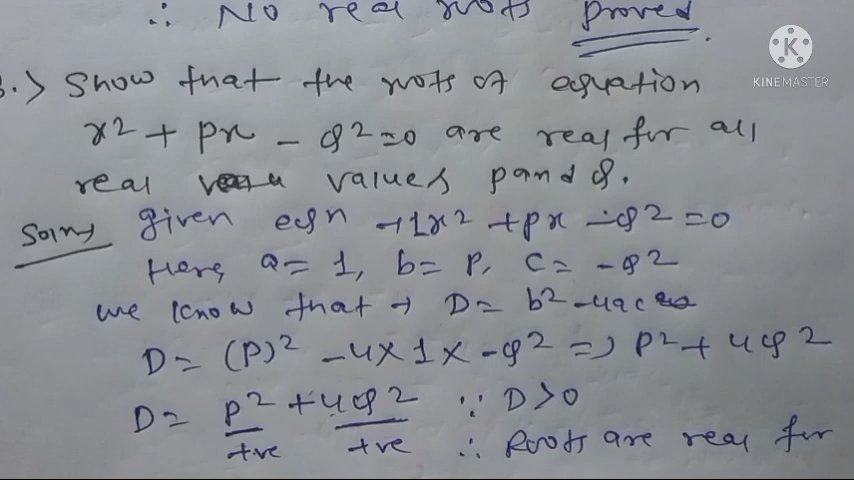 ∴ No real roots proved.
KINEMASTER
3.> Show that the roots of equation
x² + px - q² = 0 are real for all
real values p and q.
Soln→ Given eqn → 1x² + px - q² = 0
Here, a = 1, b = P, c = -q²
we know that → D = b² - 4ac
D = (P)² - 4 × 1 × -q² => P² + 4q²
D = P² + 4q² ∵ D > 0
+ve +ve ∴ Roots are real for